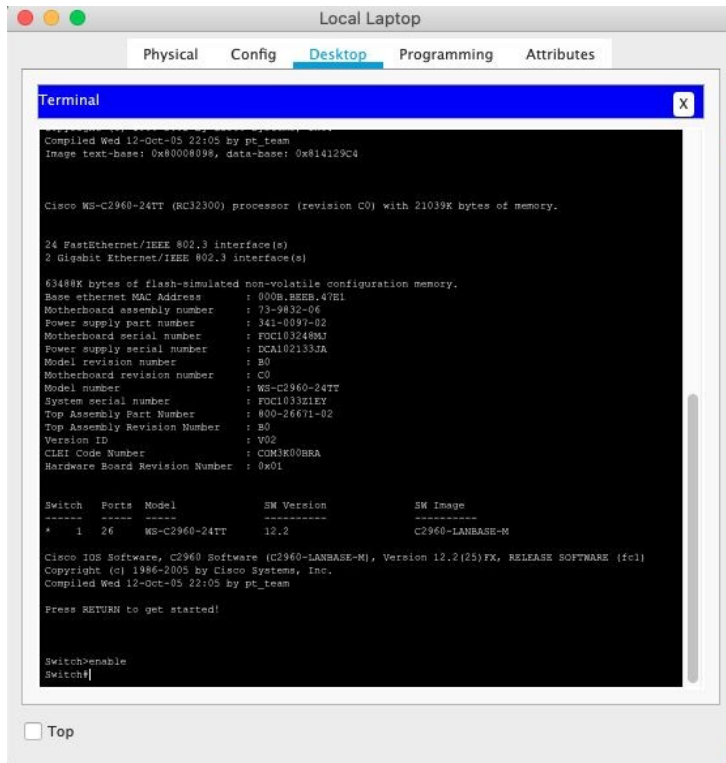 Local Laptop
Physical Config Desktop Programming Attributes
Terminal X
Compiled Wed 12-Oct-05 22:05 by pt_team
Image text-base: 0x80008098, data-base: 0x814129C4
Cisco WS-C2960-24TT (RC32300) processor (revision C0) with 21039K bytes of memory.
24 FastEthernet/IEEE 802.3 interface(s)
2 Gigabit Ethernet/IEEE 802.3 interface(s)
63488K bytes of flash-simulated non-volatile configuration memory.
Base ethernet MAC Address : 000B.BEEB.47E1
Motherboard assembly number : 73-9832-06
Power supply part number : 341-0097-02
Motherboard serial number : FOC103248MJ
Power supply serial number : DCA102133JA
Model revision number : B0
Motherboard revision number : C0
Model number : WS-C2960-24TT
System serial number : FOC1033Z1EY
Top Assembly Part Number : 800-26671-02
Top Assembly Revision Number : B0
Version ID : V02
CLEI Code Number : COM3K00BRA
Hardware Board Revision Number : 0x01
Switch Ports Model SW Version SW Image
------ ----- ----- ---------- ----------
* 1 26 WS-C2960-24TT 12.2 C2960-LANBASE-M
Cisco IOS Software, C2960 Software (C2960-LANBASE-M), Version 12.2(25)FX, RELEASE SOFTWARE (fc1)
Copyright (c) 1986-2005 by Cisco Systems, Inc.
Compiled Wed 12-Oct-05 22:05 by pt_team
Press RETURN to get started!
Switch>enable
Switch#
Top